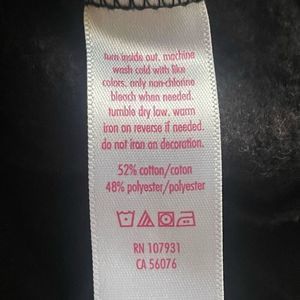 turn inside out. machine
wash cold with like
colors. only non-chlorine
bleach when needed.
tumble dry low. warm
iron on reverse if needed.
do not iron on decoration.
52% cotton/coton
48% polyester/polyester
RN 107931
CA 56076